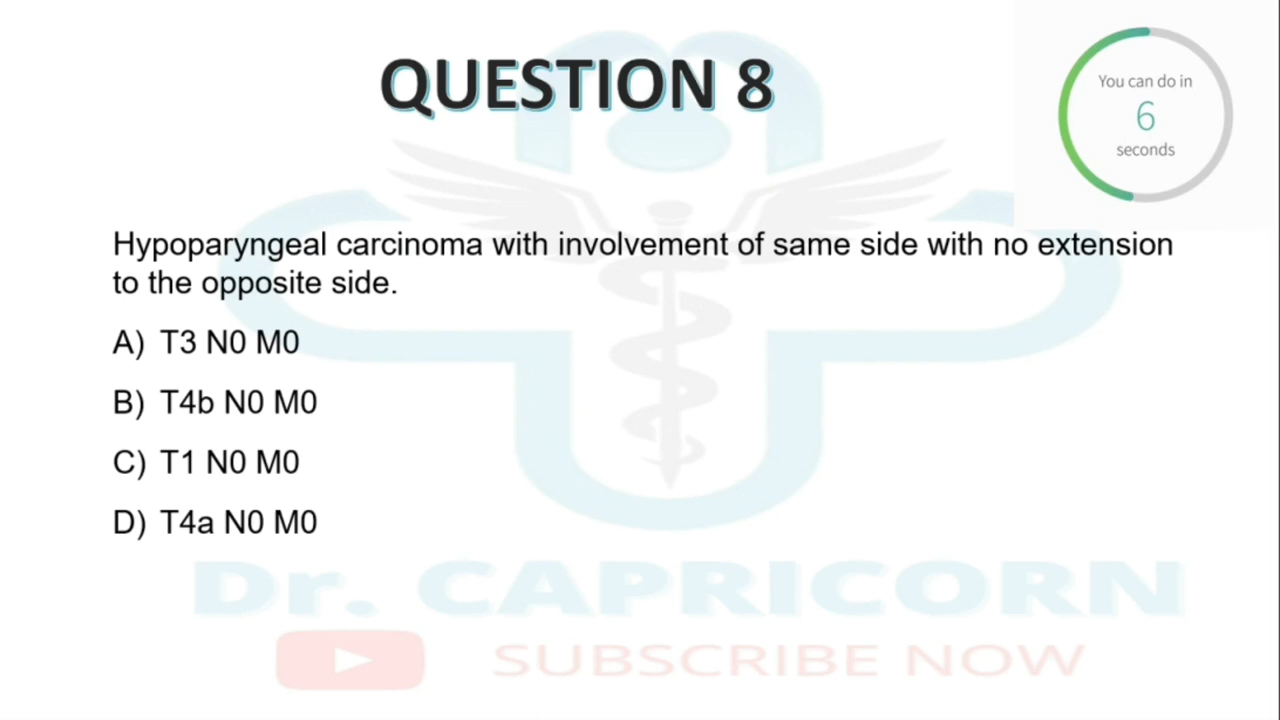 QUESTION 8
You can do in
6
seconds
Hypoparyngeal carcinoma with involvement of same side with no extension
to the opposite side.
A) T3 N0 M0
B) T4b N0 M0
C) T1 N0 M0
D) T4a N0 M0
Dr. CAPRICORN
SUBSCRIBE NOW